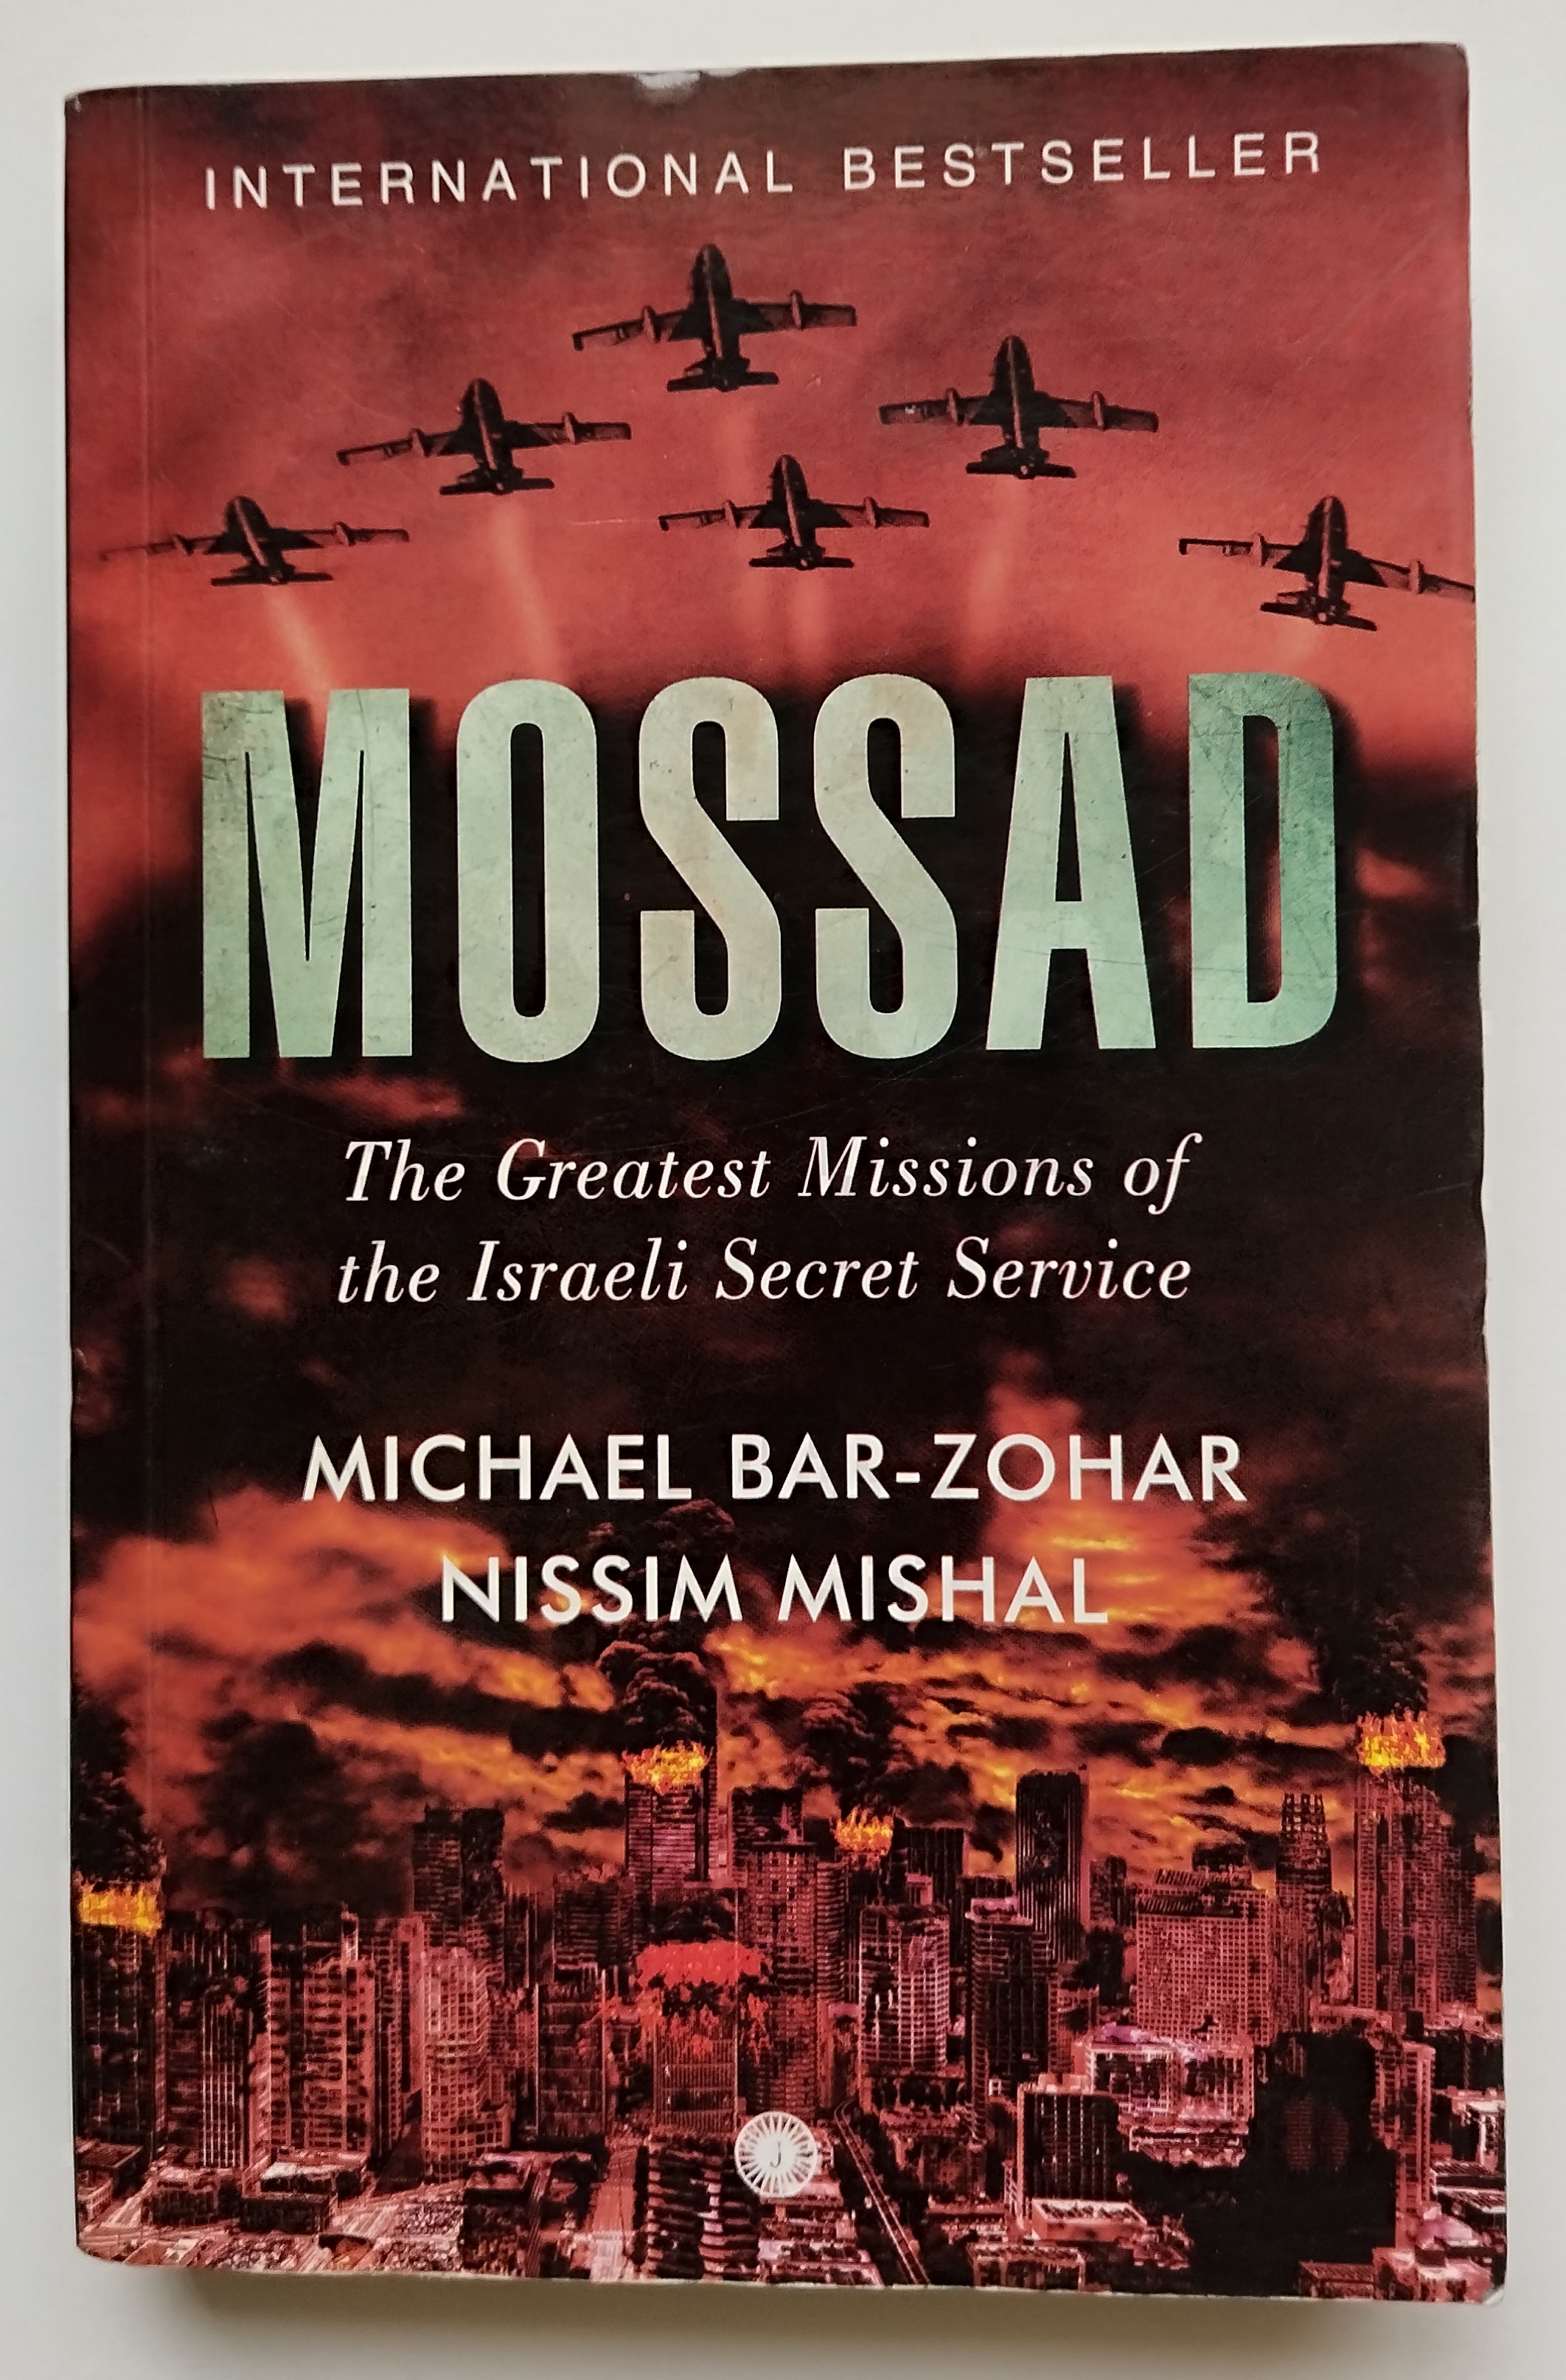 INTERNATIONAL BESTSELLER
MOSSAD
The Greatest Missions of
the Israeli Secret Service
MICHAEL BAR-ZOHAR
NISSIM MISHAL
J